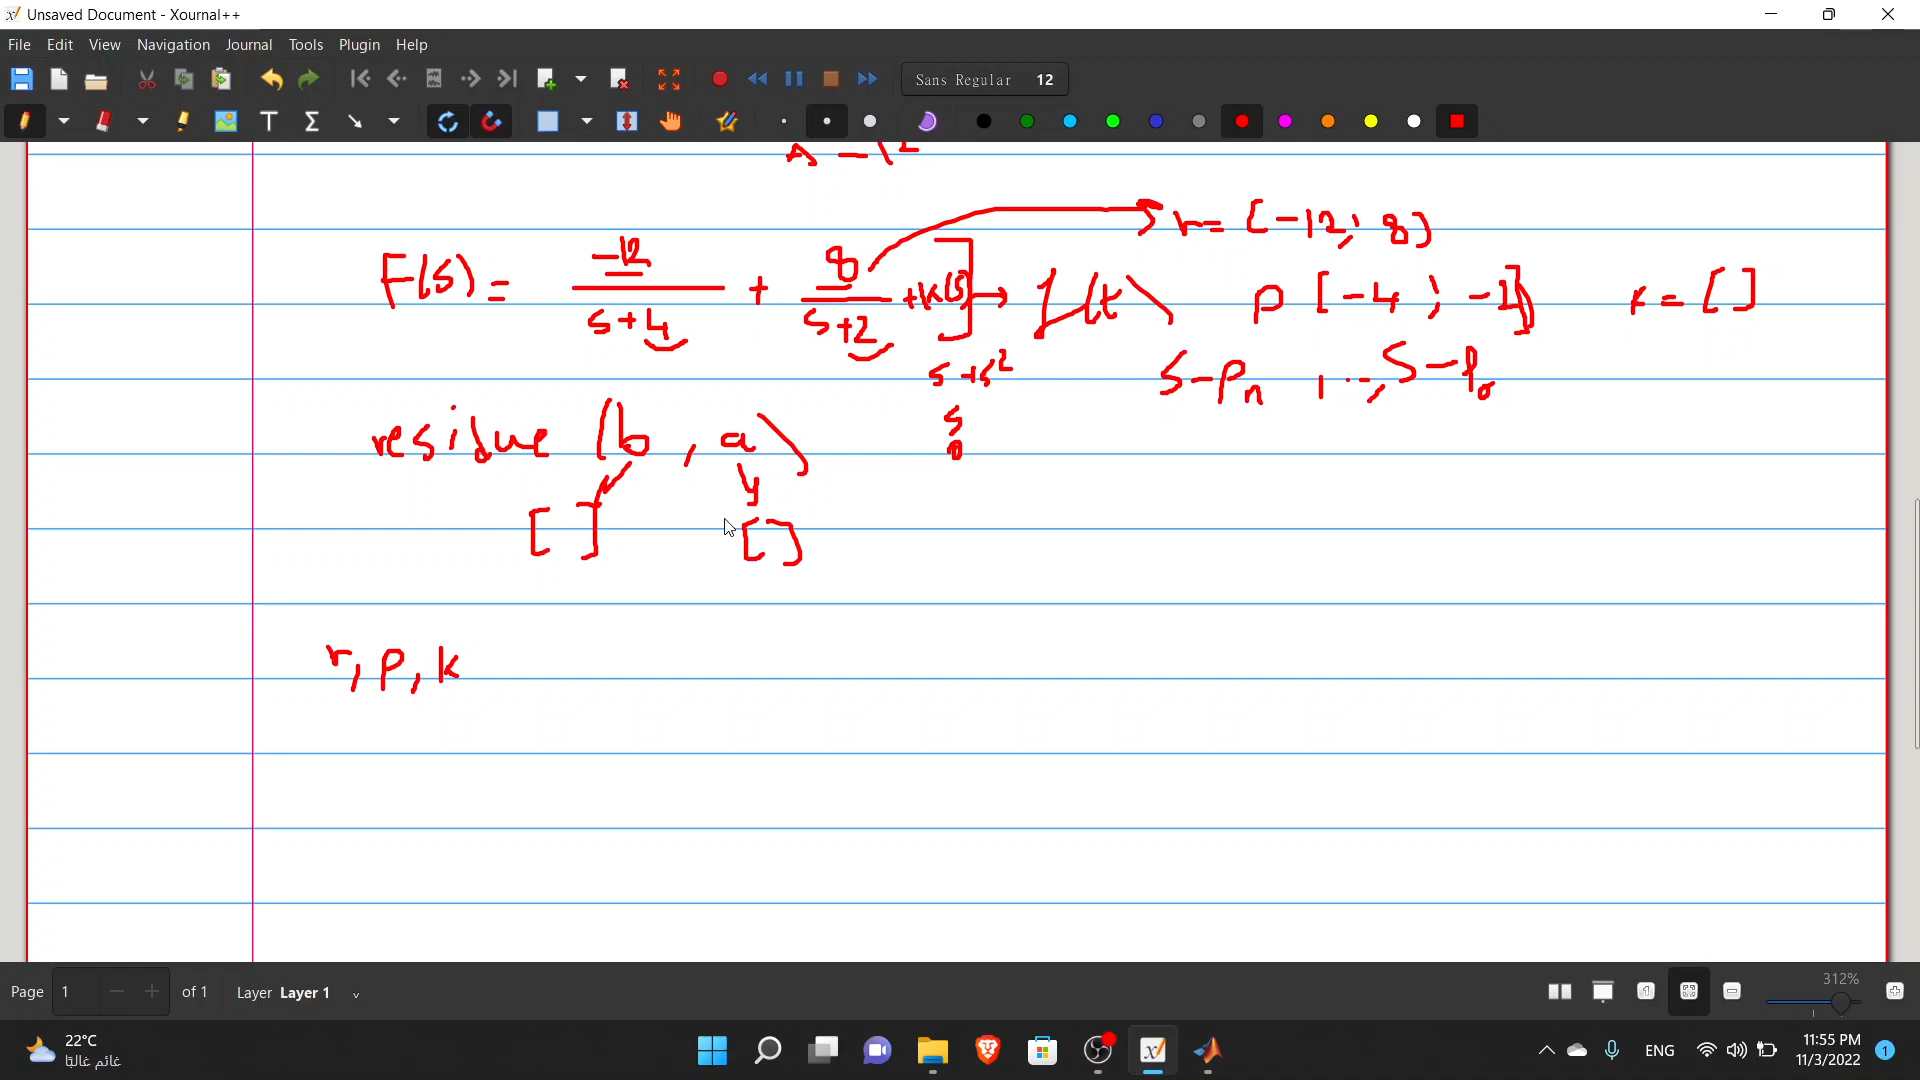 Unsaved Document - Xournal++
File Edit View Navigation Journal Tools Plugin Help
Sans Regular 12
r = [-12; 8]
F(s) = -12 / s+4 + 8 / s+2 + k(s) → f(t) p [-4; -2] k = []
s + s²
s-pn , ..., s-po
residue (b, a)
s
0
[ ] [ ]
r, p, k
Page 1 of 1 Layer Layer 1
312%
22°C
غائم غالبًا
ENG
11:55 PM
11/3/2022
1